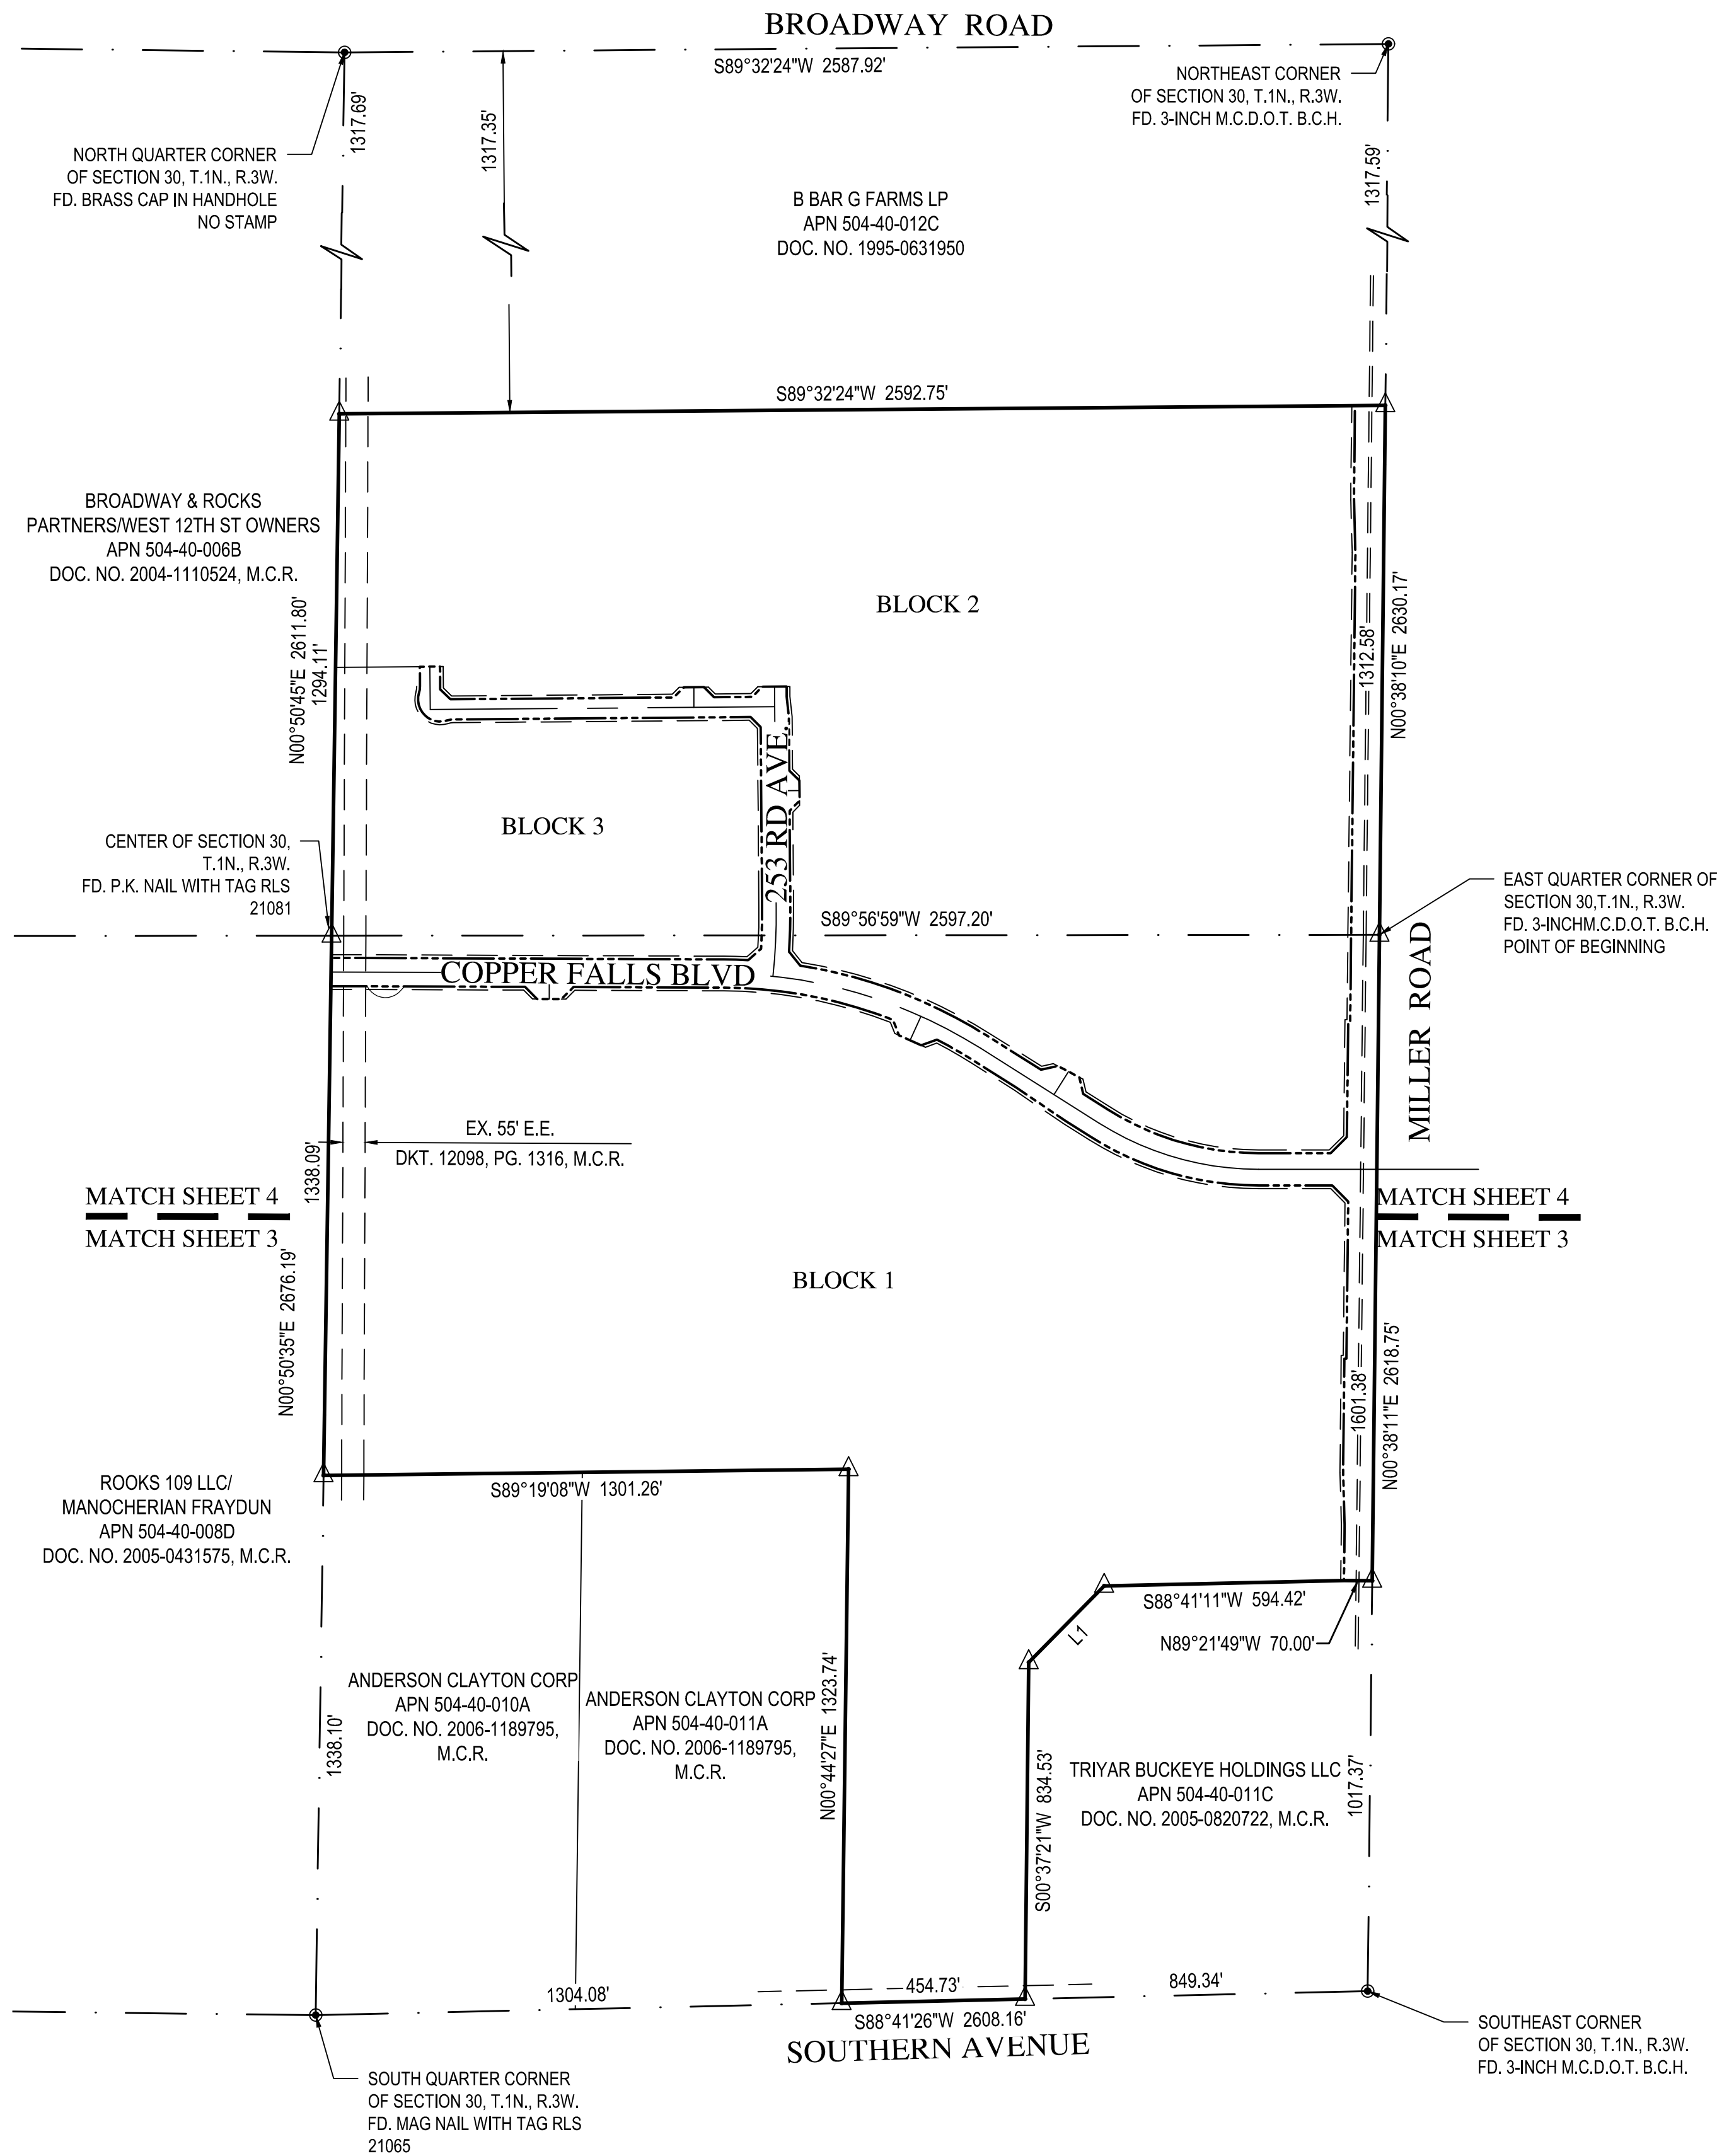 BROADWAY ROAD
S89°32'24"W 2587.92'
NORTHEAST CORNER
OF SECTION 30, T.1N., R.3W.
FD. 3-INCH M.C.D.O.T. B.C.H.
1317.69'
1317.35'
1317.59'
NORTH QUARTER CORNER
OF SECTION 30, T.1N., R.3W.
FD. BRASS CAP IN HANDHOLE
NO STAMP
B BAR G FARMS LP
APN 504-40-012C
DOC. NO. 1995-0631950
S89°32'24"W 2592.75'
BROADWAY & ROCKS
PARTNERS/WEST 12TH ST OWNERS
APN 504-40-006B
DOC. NO. 2004-1110524, M.C.R.
N00°50'45"E 2611.80'
1294.11'
BLOCK 2
1312.58'
N00°38'10"E 2630.17'
253 RD AVE.
BLOCK 3
CENTER OF SECTION 30,
T.1N., R.3W.
FD. P.K. NAIL WITH TAG RLS
21081
S89°56'59"W 2597.20'
EAST QUARTER CORNER OF
SECTION 30,T.1N., R.3W.
FD. 3-INCHM.C.D.O.T. B.C.H.
POINT OF BEGINNING
COPPER FALLS BLVD
MILLER ROAD
EX. 55' E.E.
DKT. 12098, PG. 1316, M.C.R.
1338.09'
MATCH SHEET 4
MATCH SHEET 3
MATCH SHEET 4
MATCH SHEET 3
N00°50'35"E 2676.19'
BLOCK 1
1601.38'
N00°38'11"E 2618.75'
S89°19'08"W 1301.26'
ROOKS 109 LLC/
MANOCHERIAN FRAYDUN
APN 504-40-008D
DOC. NO. 2005-0431575, M.C.R.
S88°41'11"W 594.42'
L1
N89°21'49"W 70.00'
ANDERSON CLAYTON CORP
APN 504-40-010A
DOC. NO. 2006-1189795,
M.C.R.
ANDERSON CLAYTON CORP
APN 504-40-011A
DOC. NO. 2006-1189795,
M.C.R.
1338.10'
N00°44'27"E 1323.74'
S00°37'21"W 834.53'
TRIYAR BUCKEYE HOLDINGS LLC
APN 504-40-011C
DOC. NO. 2005-0820722, M.C.R.
1017.37'
1304.08'
454.73'
849.34'
S88°41'26"W 2608.16'
SOUTHERN AVENUE
SOUTHEAST CORNER
OF SECTION 30, T.1N., R.3W.
FD. 3-INCH M.C.D.O.T. B.C.H.
SOUTH QUARTER CORNER
OF SECTION 30, T.1N., R.3W.
FD. MAG NAIL WITH TAG RLS
21065